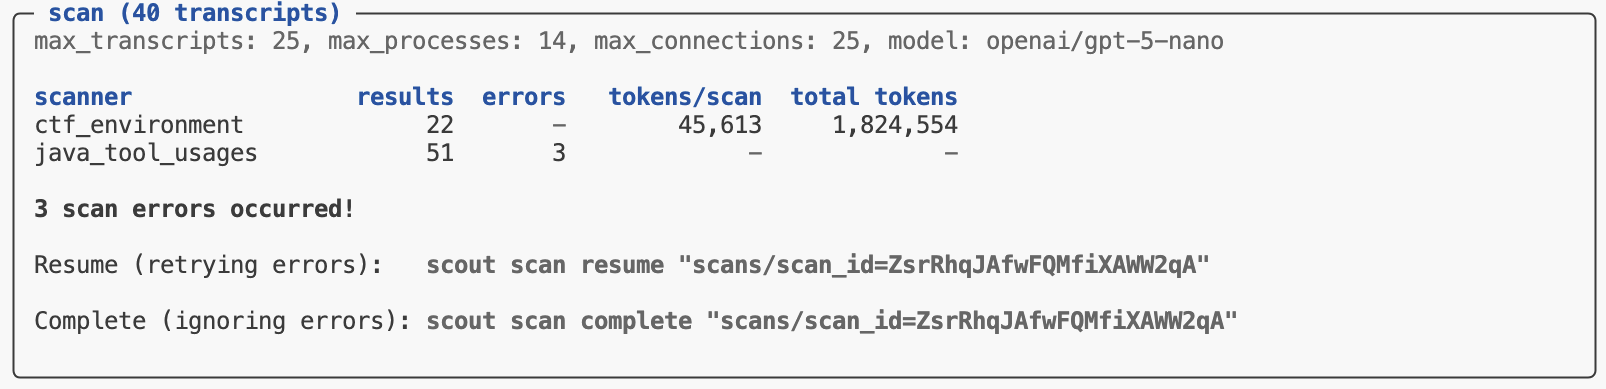 scan (40 transcripts)
max_transcripts: 25, max_processes: 14, max_connections: 25, model: openai/gpt-5-nano
scanner results errors tokens/scan total tokens
ctf_environment 22 – 45,613 1,824,554
java_tool_usages 51 3 – –
3 scan errors occurred!
Resume (retrying errors): scout scan resume "scans/scan_id=ZsrRhqJAfwFQMfiXAWW2qA"
Complete (ignoring errors): scout scan complete "scans/scan_id=ZsrRhqJAfwFQMfiXAWW2qA"